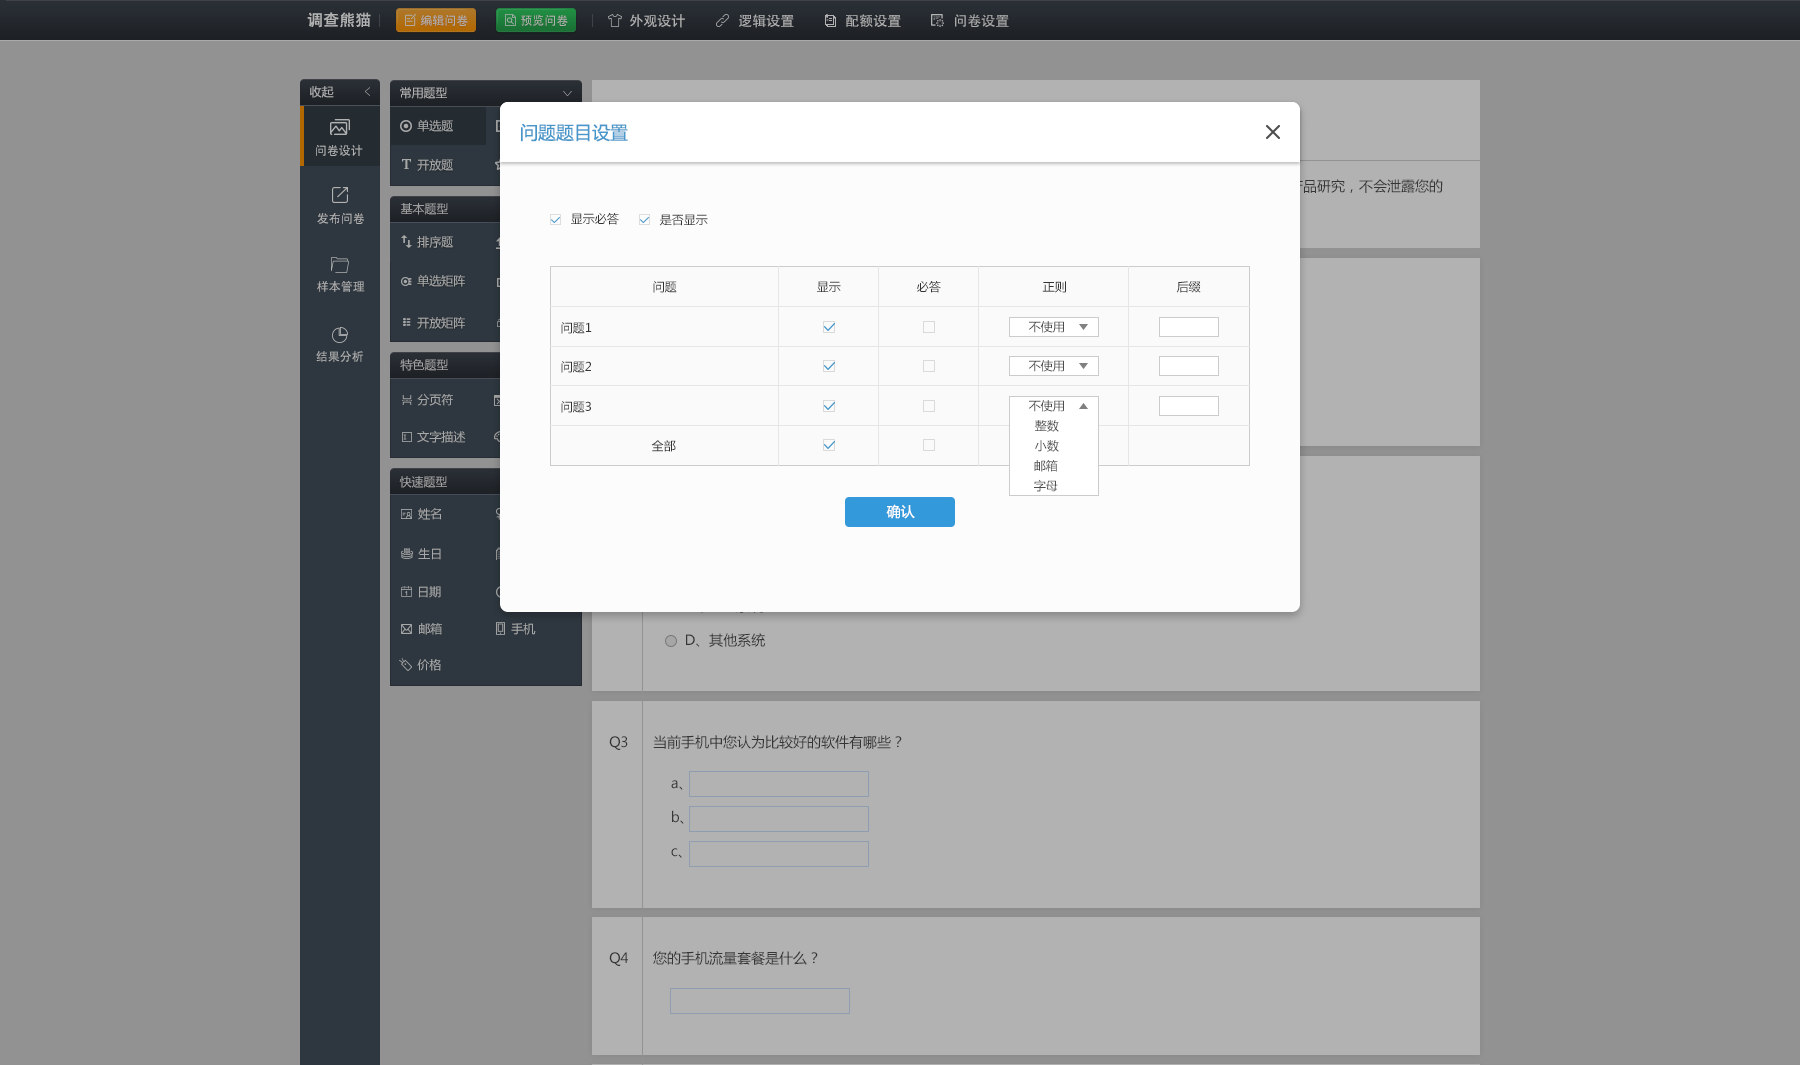 调查熊猫 编辑问卷 预览问卷 外观设计 逻辑设置 配额设置 问卷设置
收起
问卷设计
发布问卷
样本管理
结果分析
常用题型
单选题
开放题
基本题型
排序题
单选矩阵
开放矩阵
特色题型
分页符
文字描述
快速题型
姓名
生日
日期
邮箱 手机
价格
问题题目设置
显示必答 是否显示
问题 显示 必答 正则 后缀
问题1 不使用
问题2 不使用
问题3 不使用
整数
小数
邮箱
字母
全部
确认
品研究，不会泄露您的
D、其他系统
Q3 当前手机中您认为比较好的软件有哪些？
a、
b、
c、
Q4 您的手机流量套餐是什么？